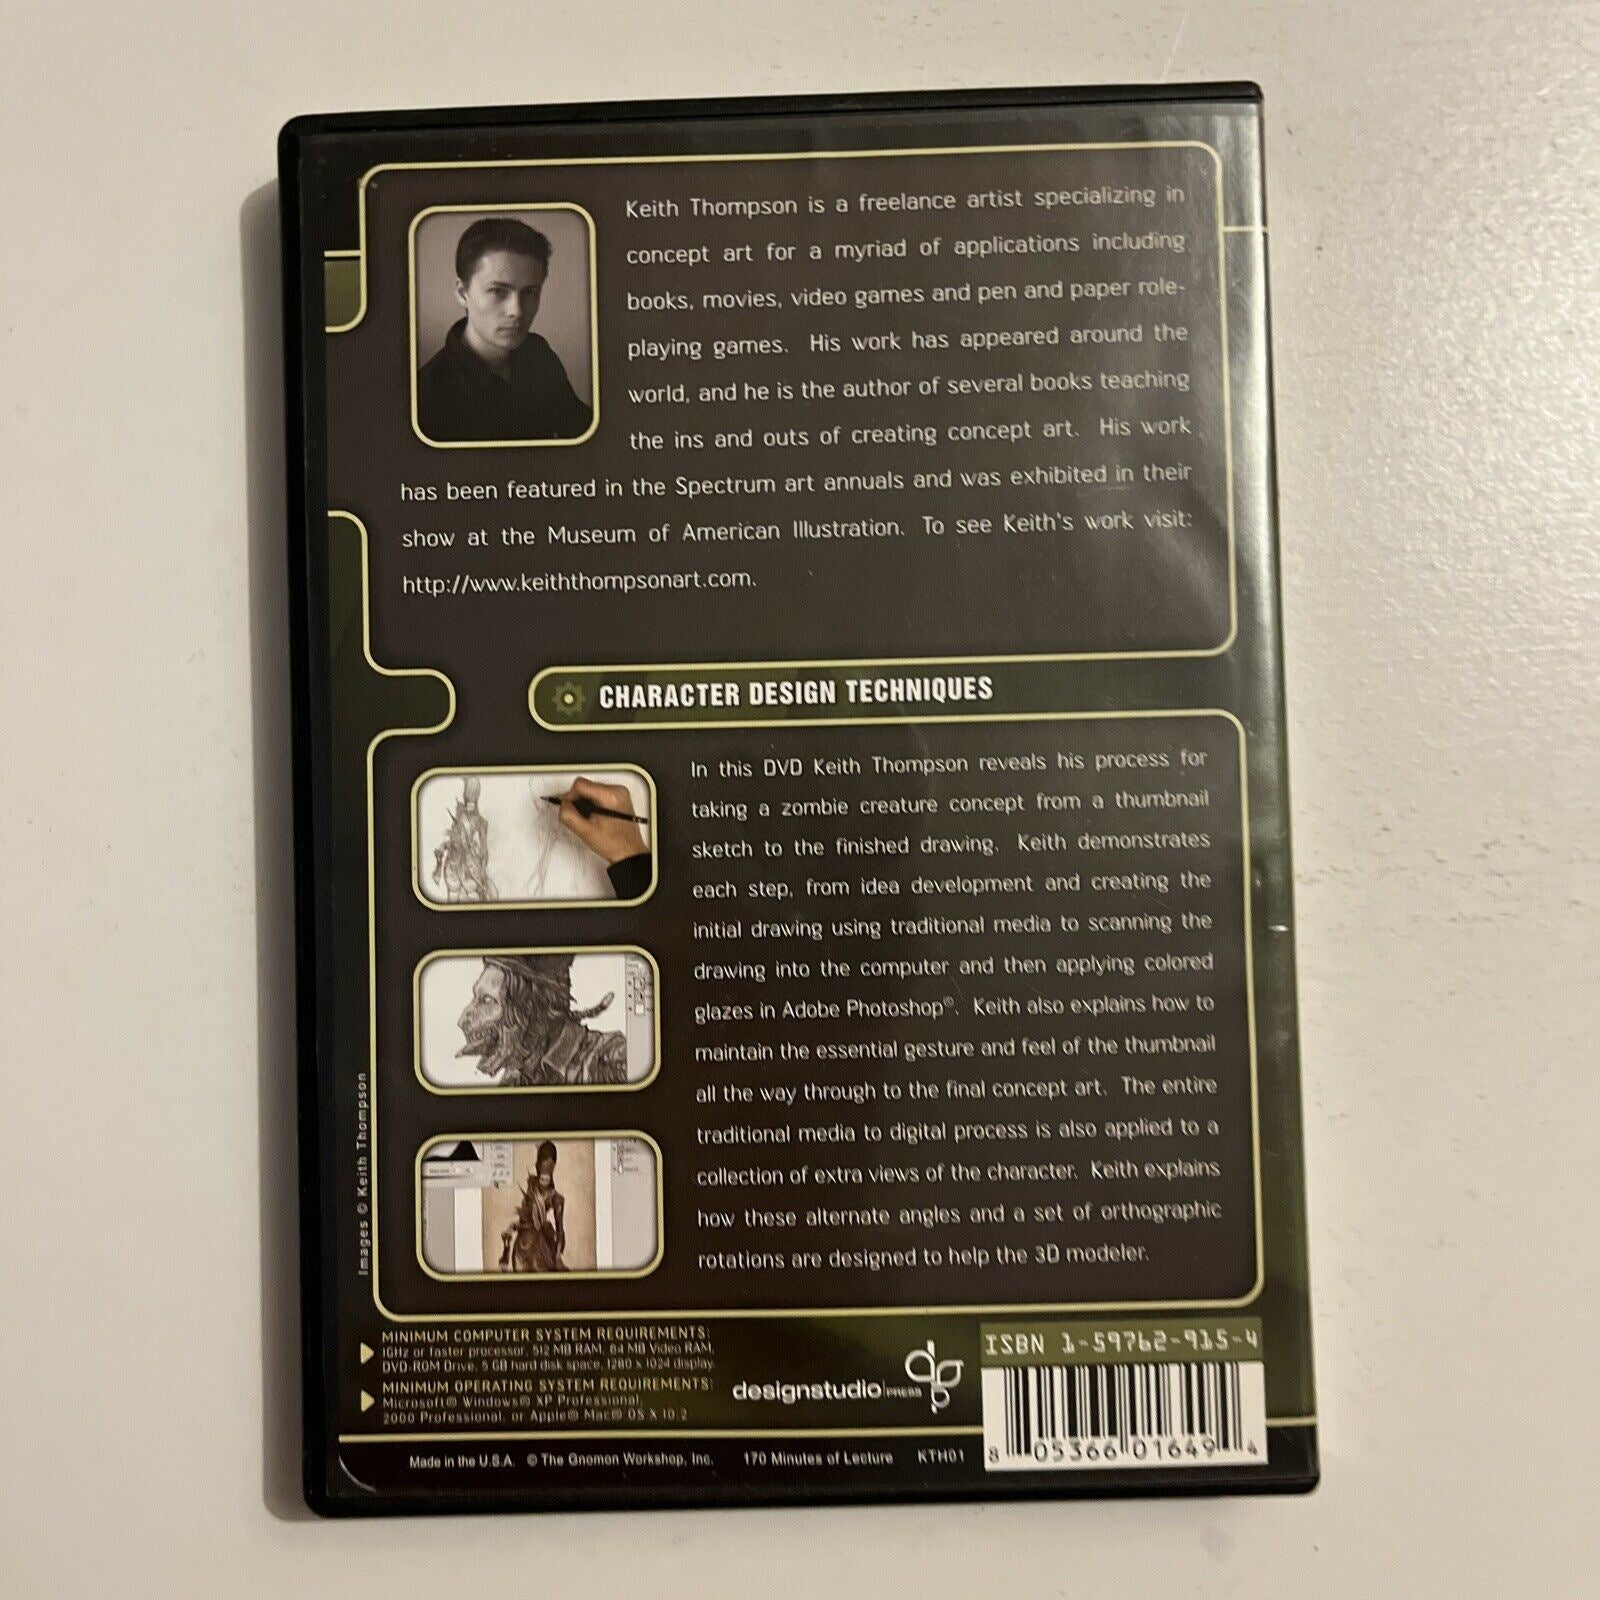 Keith Thompson is a freelance artist specializing in
concept art for a myriad of applications including
books, movies, video games and pen and paper role-
playing games. His work has appeared around the
world, and he is the author of several books teaching
the ins and outs of creating concept art. His work
has been featured in the Spectrum art annuals and was exhibited in their
show at the Museum of American Illustration. To see Keith's work visit:
http://www.keiththompsonart.com.
CHARACTER DESIGN TECHNIQUES
In this DVD Keith Thompson reveals his process for
taking a zombie creature concept from a thumbnail
sketch to the finished drawing. Keith demonstrates
each step, from idea development and creating the
initial drawing using traditional media to scanning the
drawing into the computer and then applying colored
glazes in Adobe Photoshop®. Keith also explains how to
maintain the essential gesture and feel of the thumbnail
all the way through to the final concept art. The entire
traditional media to digital process is also applied to a
collection of extra views of the character. Keith explains
how these alternate angles and a set of orthographic
rotations are designed to help the 3D modeler.
Images © Keith Thompson
MINIMUM COMPUTER SYSTEM REQUIREMENTS:
1GHz or faster processor, 512 MB RAM, 64 MB Video RAM,
DVD-ROM Drive, 5 GB hard disk space, 1280 x 1024 display.
MINIMUM OPERATING SYSTEM REQUIREMENTS:
Microsoft® Windows® XP Professional,
2000 Professional, or Apple® Mac® OS X 10.2
designstudio|PRESS
ISBN 1-59762-915-4
8 05366 01649 4
Made in the U.S.A. © The Gnomon Workshop, Inc. 170 Minutes of Lecture KTH01